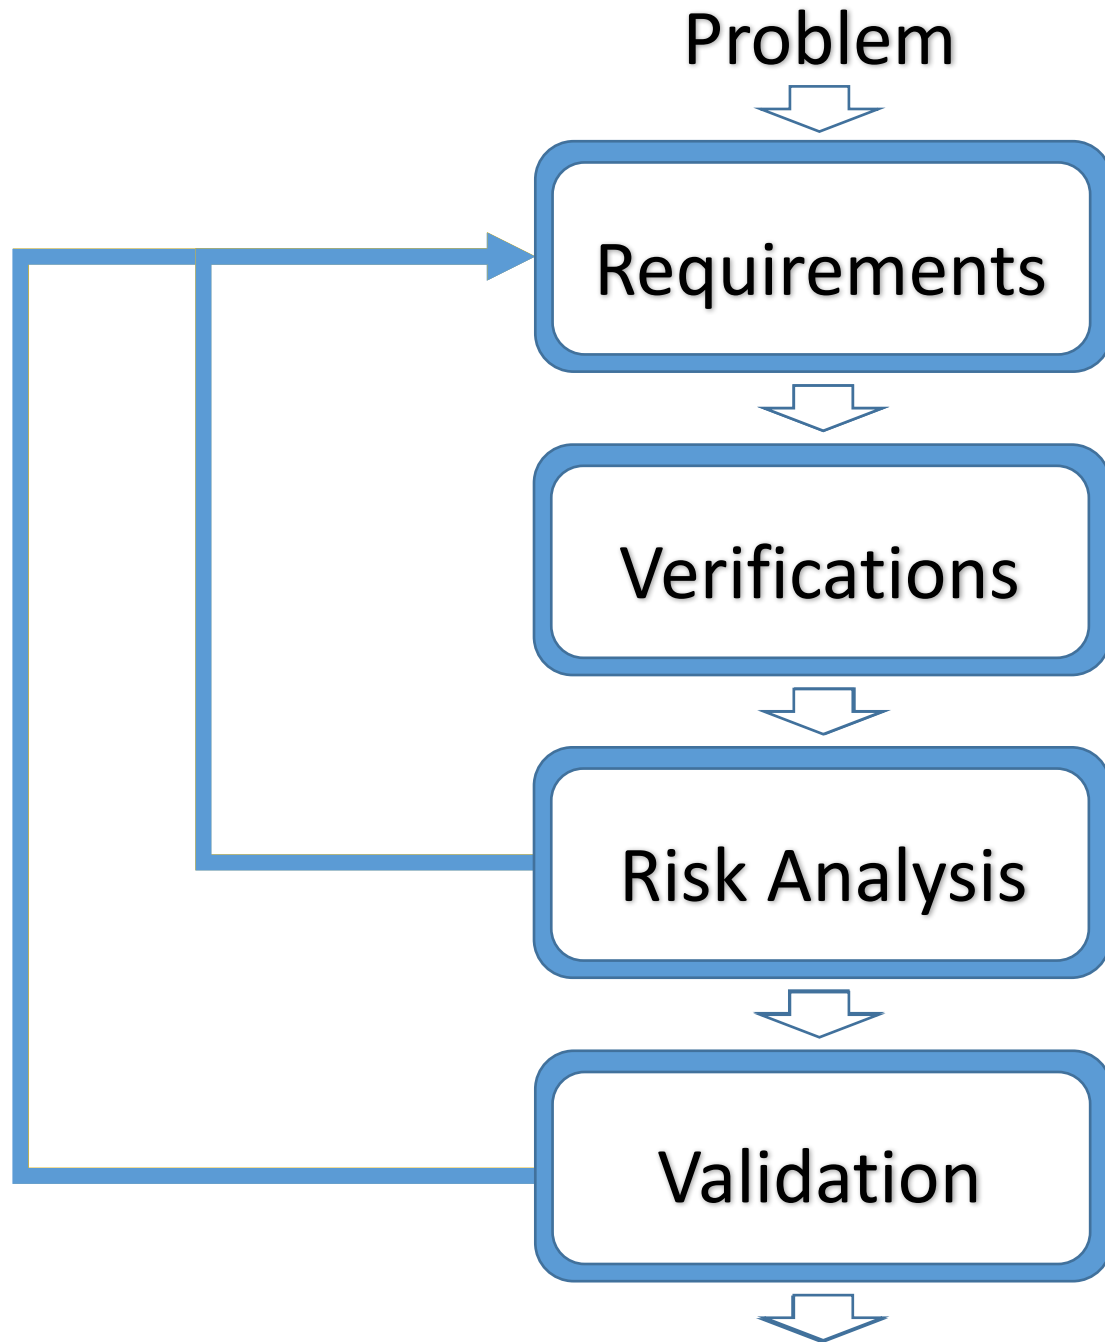 Problem
Requirements
Verifications
Risk Analysis
Validation